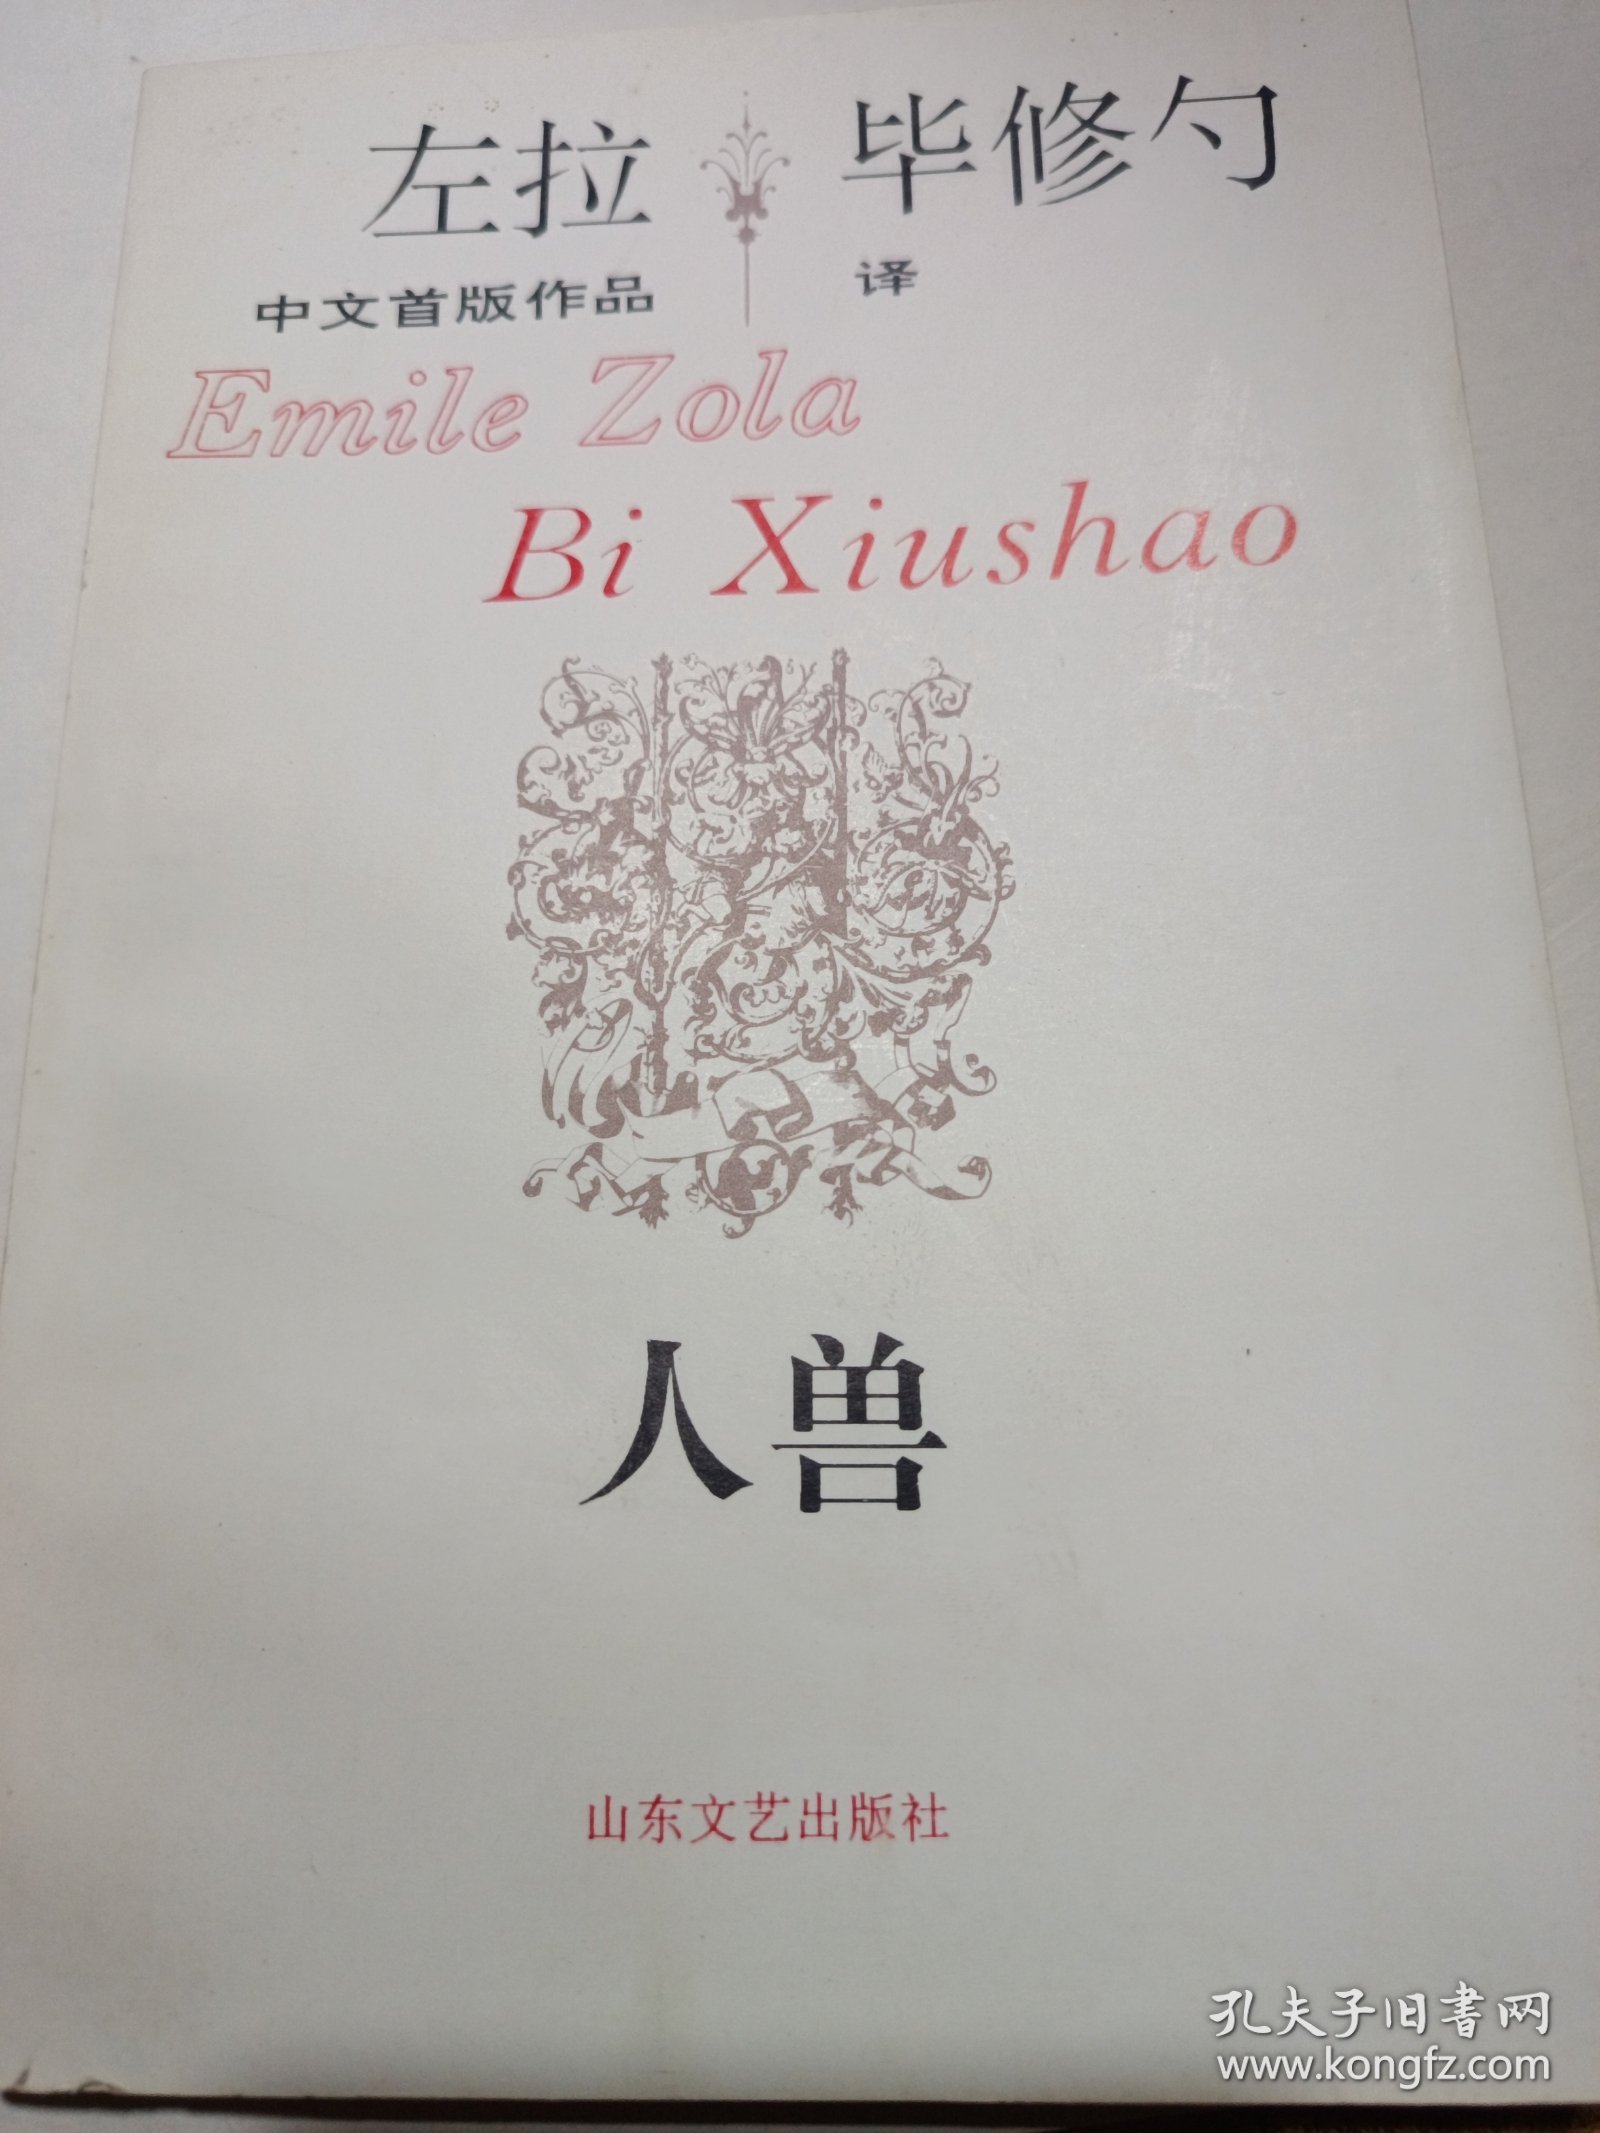 左拉 毕修勺
中文首版作品 译
Emile Zola
Bi Xiushao
人兽
山东文艺出版社
孔夫子旧书网
www.kongfz.com